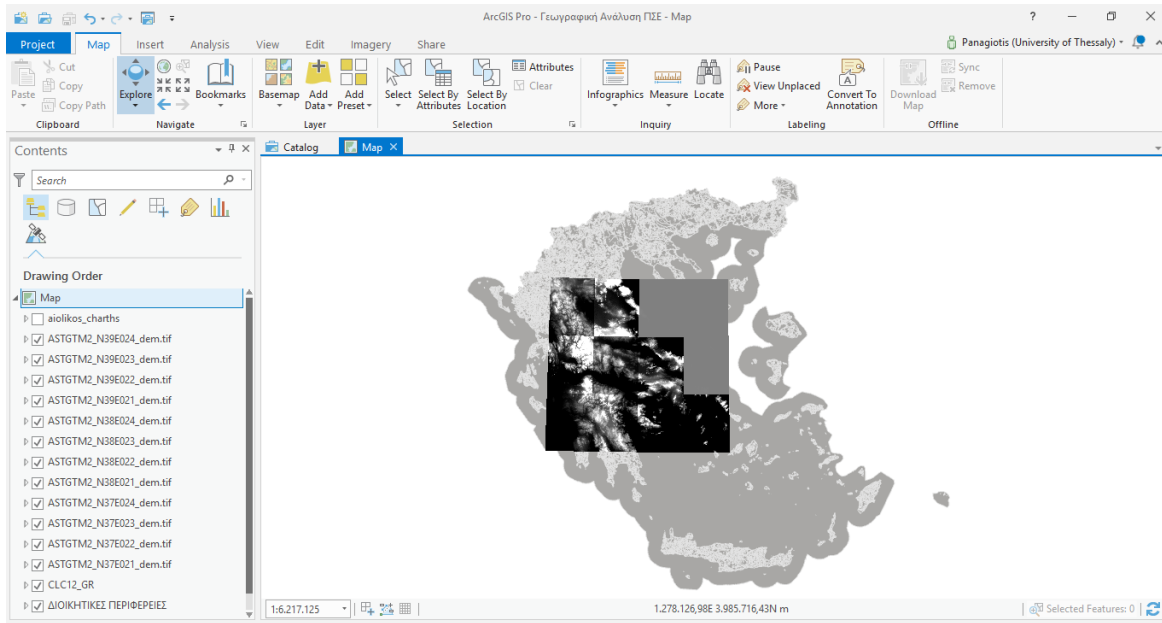 ArcGIS Pro - Γεωγραφική Ανάλυση ΠΣΕ - Map
? 
Project Map Insert Analysis View Edit Imagery Share
Panagiotis (University of Thessaly)
Paste
Cut
Copy
Copy Path
Clipboard
Explore
Bookmarks
Navigate
Basemap
Add Data
Add Preset
Layer
Select
Select By Attributes
Select By Location
Attributes
Clear
Selection
Infographics
Measure
Locate
Inquiry
Pause
View Unplaced
More
Convert To Annotation
Labeling
Download Map
Sync
Remove
Offline
Contents
Search
Drawing Order
Map
aiolikos_charths
ASTGTM2_N39E024_dem.tif
ASTGTM2_N39E023_dem.tif
ASTGTM2_N39E022_dem.tif
ASTGTM2_N39E021_dem.tif
ASTGTM2_N38E024_dem.tif
ASTGTM2_N38E023_dem.tif
ASTGTM2_N38E022_dem.tif
ASTGTM2_N38E021_dem.tif
ASTGTM2_N37E024_dem.tif
ASTGTM2_N37E023_dem.tif
ASTGTM2_N37E022_dem.tif
ASTGTM2_N37E021_dem.tif
CLC12_GR
ΔΙΟΙΚΗΤΙΚΕΣ ΠΕΡΙΦΕΡΕΙΕΣ
Catalog
Map
1:6.217.125
1.278.126,98E 3.985.716,43N m
Selected Features: 0